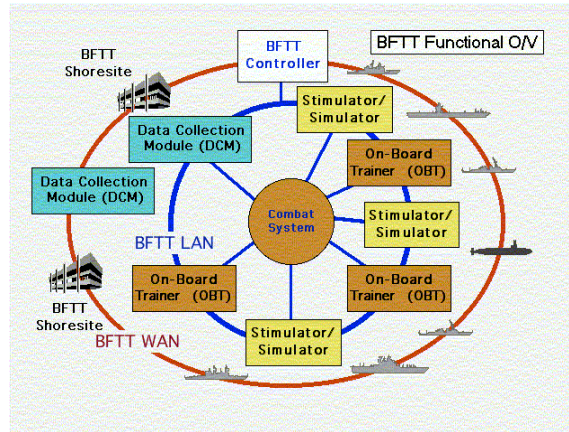 BFTT Functional O/V
BFTT
Controller
BFTT
Shoresite
Stimulator/
Simulator
Data Collection
Module (DCM)
On-Board
Trainer (OBT)
Data Collection
Module (DCM)
Combat
System
Stimulator/
Simulator
BFTT LAN
On-Board
Trainer (OBT)
On-Board
Trainer (OBT)
BFTT
Shoresite
Stimulator/
Simulator
BFTT WAN